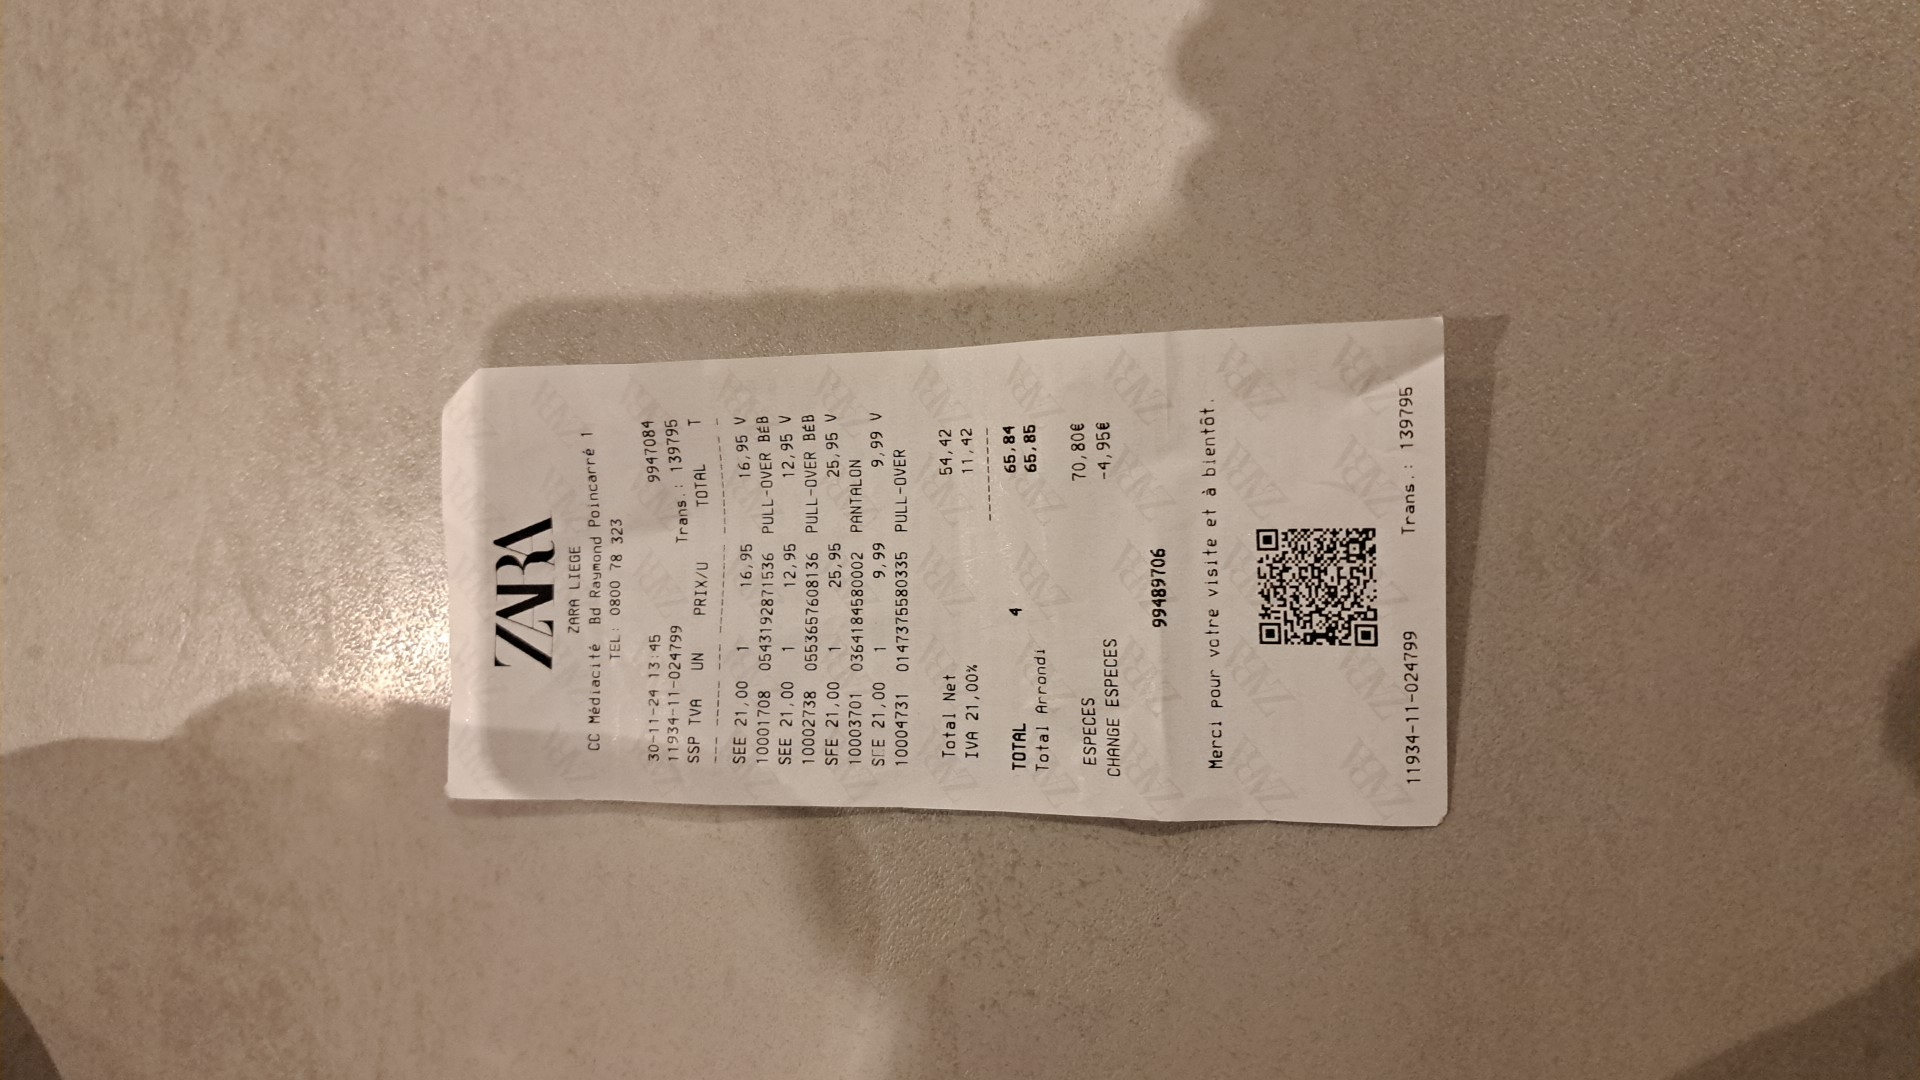 ZARA
ZARA LIEGE
CC Médiacité Bd Raymond Poincarré 1
TEL: 0800 78 323
30-11-24 13:45 9947084
11934-11-024799 Trans.: 139795
SSP TVA UN PRIX/U TOTAL T
--- ----- --- --------- ---------- -
SEE 21,00 1 16,95 16,95 V
10001708 0543192871536 PULL-OVER BÉB
SEE 21,00 1 12,95 12,95 V
10002738 0553657608136 PULL-OVER BÉB
SFE 21,00 1 25,95 25,95 V
10003701 0364184580002 PANTALON
SFE 21,00 1 9,99 9,99 V
10004731 0147375580335 PULL-OVER
Total Net 54,42
IVA 21,00% 11,42
----------
TOTAL 4 65,84
Total Arrondi 65,85
ESPECES 70,80€
CHANGE ESPECES -4,95€
99489706
Merci pour votre visite et à bientôt.
11934-11-024799 Trans.: 139795